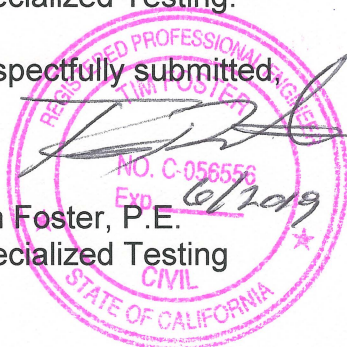 ecialized Testing.
spectfully submitted,
REGISTERED PROFESSIONAL ENGINEER
TIM FOSTER
NO. C-056556
Exp. 6/2019
n Foster, P.E.
ecialized Testing
CIVIL
STATE OF CALIFORNIA